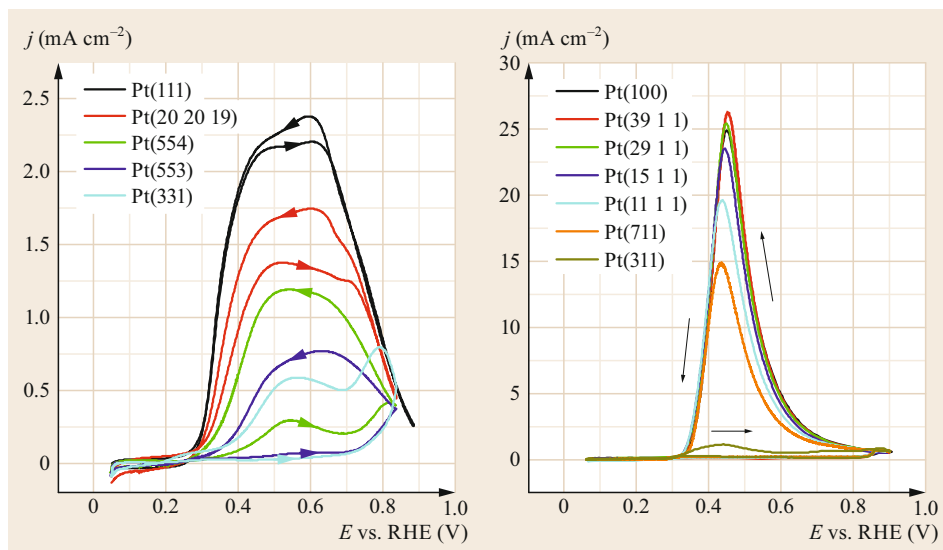 j (mA cm⁻²)
2.5
2.0
1.5
1.0
0.5
0
Pt(111)
Pt(20 20 19)
Pt(554)
Pt(553)
Pt(331)
0 0.2 0.4 0.6 0.8 1.0
E vs. RHE (V)
j (mA cm⁻²)
30
25
20
15
10
5
0
Pt(100)
Pt(39 1 1)
Pt(29 1 1)
Pt(15 1 1)
Pt(11 1 1)
Pt(711)
Pt(311)
0 0.2 0.4 0.6 0.8 1.0
E vs. RHE (V)